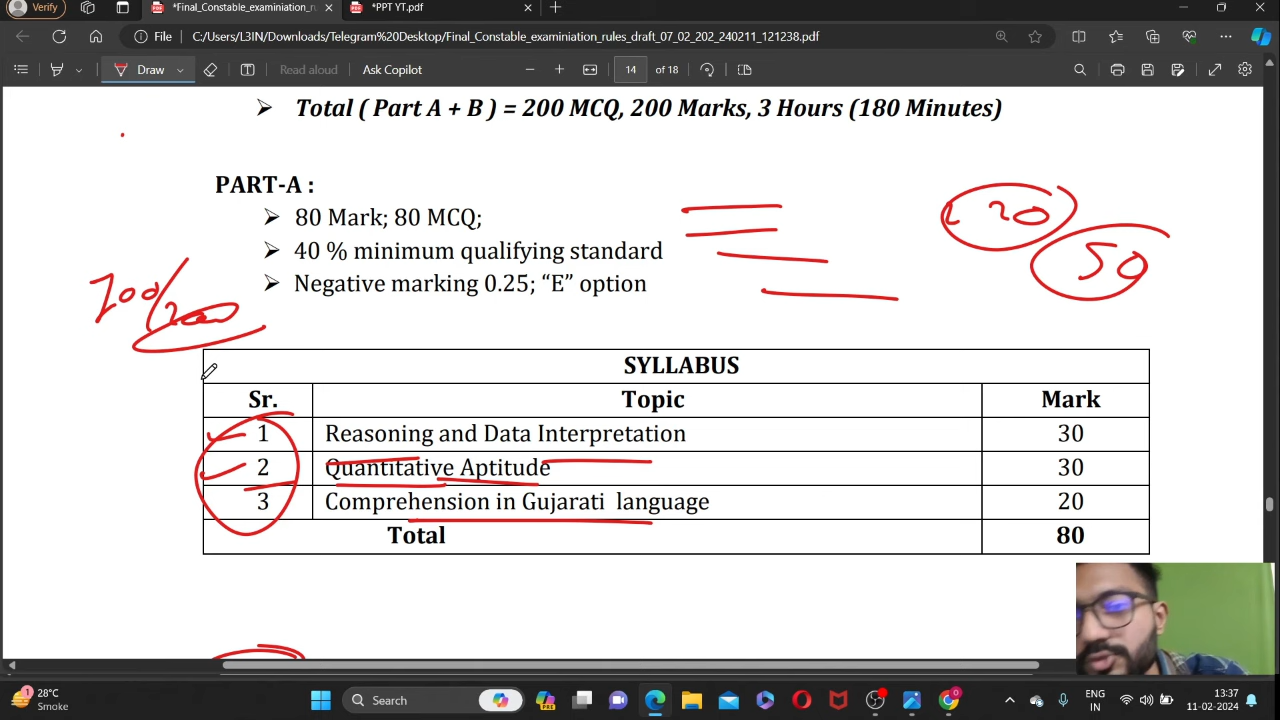 Verify
*Final_Constable_examiniation_ru
*PPT YT.pdf
File
C:/Users/L3IN/Downloads/Telegram%20Desktop/Final_Constable_examiniation_rules_draft_07_02_202_240211_121238.pdf
Draw
Read aloud
Ask Copilot
14 of 18
➢ Total ( Part A + B ) = 200 MCQ, 200 Marks, 3 Hours (180 Minutes)
PART-A :
➢ 80 Mark; 80 MCQ;
➢ 40 % minimum qualifying standard
➢ Negative marking 0.25; “E” option
50
SYLLABUS
Sr. Topic Mark
1 Reasoning and Data Interpretation 30
2 Quantitative Aptitude 30
3 Comprehension in Gujarati language 20
Total 80
1
28°C
Smoke
Search
PRE
0
ENG
IN
13:37
11-02-2024